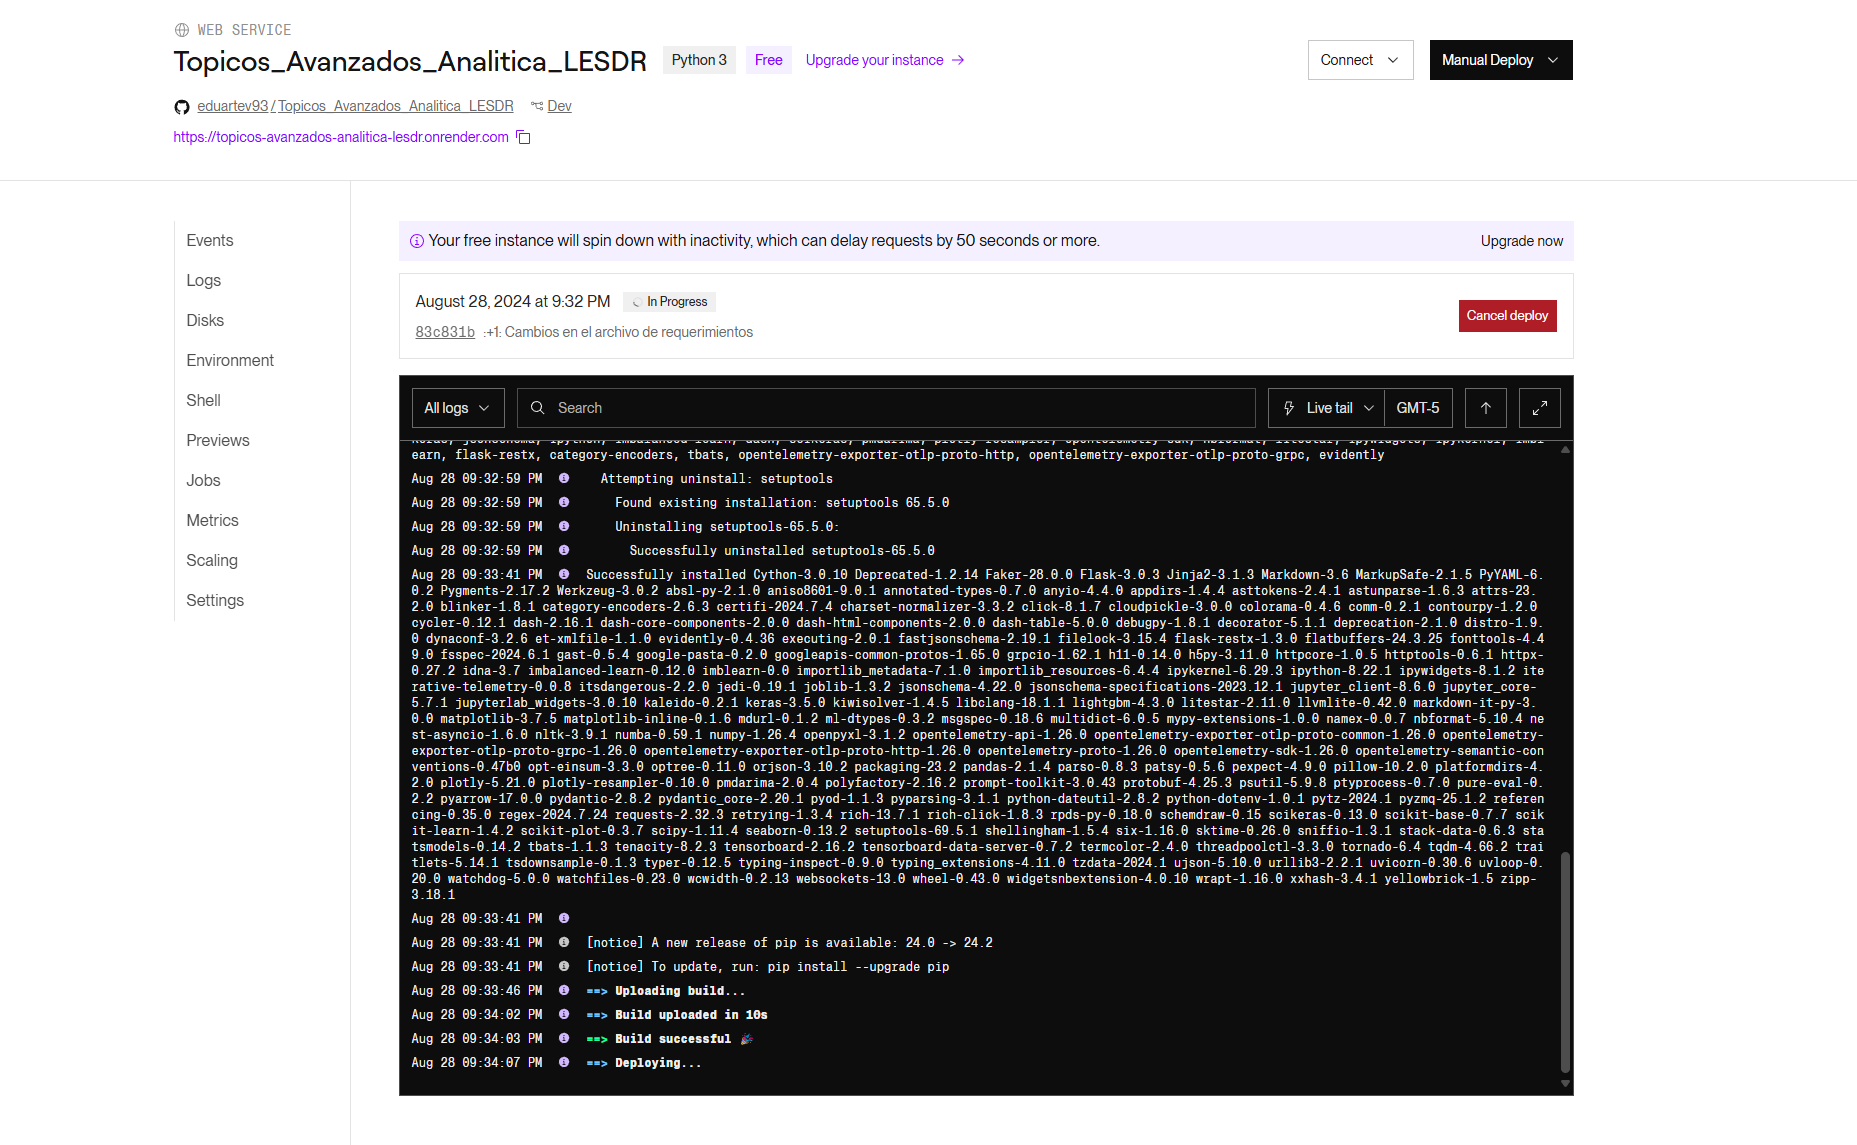 WEB SERVICE
Topicos_Avanzados_Analitica_LESDR Python 3 Free Upgrade your instance → Connect Manual Deploy
eduartev93 / Topicos_Avanzados_Analitica_LESDR Dev
https://topicos-avanzados-analitica-lesdr.onrender.com
Events
Logs
Disks
Environment
Shell
Previews
Jobs
Metrics
Scaling
Settings
Your free instance will spin down with inactivity, which can delay requests by 50 seconds or more. Upgrade now
August 28, 2024 at 9:32 PM In Progress
83c831b :+1: Cambios en el archivo de requerimientos
Cancel deploy
All logs Search Live tail GMT-5
earn, flask-restx, category-encoders, tbats, opentelemetry-exporter-otlp-proto-http, opentelemetry-exporter-otlp-proto-grpc, evidently
Aug 28 09:32:59 PM Attempting uninstall: setuptools
Aug 28 09:32:59 PM Found existing installation: setuptools 65.5.0
Aug 28 09:32:59 PM Uninstalling setuptools-65.5.0:
Aug 28 09:32:59 PM Successfully uninstalled setuptools-65.5.0
Aug 28 09:33:41 PM Successfully installed Cython-3.0.10 Deprecated-1.2.14 Faker-28.0.0 Flask-3.0.3 Jinja2-3.1.3 Markdown-3.6 MarkupSafe-2.1.5 PyYAML-6.
0.2 Pygments-2.17.2 Werkzeug-3.0.2 absl-py-2.1.0 aniso8601-9.0.1 annotated-types-0.7.0 anyio-4.4.0 appdirs-1.4.4 asttokens-2.4.1 astunparse-1.6.3 attrs-23.
2.0 blinker-1.8.1 category-encoders-2.6.3 certifi-2024.7.4 charset-normalizer-3.3.2 click-8.1.7 cloudpickle-3.0.0 colorama-0.4.6 comm-0.2.1 contourpy-1.2.0
cycler-0.12.1 dash-2.16.1 dash-core-components-2.0.0 dash-html-components-2.0.0 dash-table-5.0.0 debugpy-1.8.1 decorator-5.1.1 deprecation-2.1.0 distro-1.9.
0 dynaconf-3.2.6 et-xmlfile-1.1.0 evidently-0.4.36 executing-2.0.1 fastjsonschema-2.19.1 filelock-3.15.4 flask-restx-1.3.0 flatbuffers-24.3.25 fonttools-4.4
9.0 fsspec-2024.6.1 gast-0.5.4 google-pasta-0.2.0 googleapis-common-protos-1.65.0 grpcio-1.62.1 h11-0.14.0 h5py-3.11.0 httpcore-1.0.5 httptools-0.6.1 httpx-
0.27.2 idna-3.7 imbalanced-learn-0.12.0 imblearn-0.0 importlib_metadata-7.1.0 importlib_resources-6.4.4 ipykernel-6.29.3 ipython-8.22.1 ipywidgets-8.1.2 ite
rative-telemetry-0.0.8 itsdangerous-2.2.0 jedi-0.19.1 joblib-1.3.2 jsonschema-4.22.0 jsonschema-specifications-2023.12.1 jupyter_client-8.6.0 jupyter_core-
5.7.1 jupyterlab_widgets-3.0.10 kaleido-0.2.1 keras-3.5.0 kiwisolver-1.4.5 libclang-18.1.1 lightgbm-4.3.0 litestar-2.11.0 llvmlite-0.42.0 markdown-it-py-3.
0.0 matplotlib-3.7.5 matplotlib-inline-0.1.6 mdurl-0.1.2 ml-dtypes-0.3.2 msgspec-0.18.6 multidict-6.0.5 mypy-extensions-1.0.0 namex-0.0.7 nbformat-5.10.4 ne
st-asyncio-1.6.0 nltk-3.9.1 numba-0.59.1 numpy-1.26.4 openpyxl-3.1.2 opentelemetry-api-1.26.0 opentelemetry-exporter-otlp-proto-common-1.26.0 opentelemetry-
exporter-otlp-proto-grpc-1.26.0 opentelemetry-exporter-otlp-proto-http-1.26.0 opentelemetry-proto-1.26.0 opentelemetry-sdk-1.26.0 opentelemetry-semantic-con
ventions-0.47b0 opt-einsum-3.3.0 optree-0.11.0 orjson-3.10.2 packaging-23.2 pandas-2.1.4 parso-0.8.3 patsy-0.5.6 pexpect-4.9.0 pillow-10.2.0 platformdirs-4.
2.0 plotly-5.21.0 plotly-resampler-0.10.0 pmdarima-2.0.4 polyfactory-2.16.2 prompt-toolkit-3.0.43 protobuf-4.25.3 psutil-5.9.8 ptyprocess-0.7.0 pure-eval-0.
2.2 pyarrow-17.0.0 pydantic-2.8.2 pydantic_core-2.20.1 pyod-1.1.3 pyparsing-3.1.1 python-dateutil-2.8.2 python-dotenv-1.0.1 pytz-2024.1 pyzmq-25.1.2 referen
cing-0.35.0 regex-2024.7.24 requests-2.32.3 retrying-1.3.4 rich-13.7.1 rich-click-1.8.3 rpds-py-0.18.0 schemdraw-0.15 scikeras-0.13.0 scikit-base-0.7.7 scik
it-learn-1.4.2 scikit-plot-0.3.7 scipy-1.11.4 seaborn-0.13.2 setuptools-69.5.1 shellingham-1.5.4 six-1.16.0 sktime-0.26.0 sniffio-1.3.1 stack-data-0.6.3 sta
tsmodels-0.14.2 tbats-1.1.3 tenacity-8.2.3 tensorboard-2.16.2 tensorboard-data-server-0.7.2 termcolor-2.4.0 threadpoolctl-3.3.0 tornado-6.4 tqdm-4.66.2 trai
tlets-5.14.1 tsdownsample-0.1.3 typer-0.12.5 typing-inspect-0.9.0 typing_extensions-4.11.0 tzdata-2024.1 ujson-5.10.0 urllib3-2.2.1 uvicorn-0.30.6 uvloop-0.
20.0 watchdog-5.0.0 watchfiles-0.23.0 wcwidth-0.2.13 websockets-13.0 wheel-0.43.0 widgetsnbextension-4.0.10 wrapt-1.16.0 xxhash-3.4.1 yellowbrick-1.5 zipp-
3.18.1
Aug 28 09:33:41 PM
Aug 28 09:33:41 PM [notice] A new release of pip is available: 24.0 -> 24.2
Aug 28 09:33:41 PM [notice] To update, run: pip install --upgrade pip
Aug 28 09:33:46 PM ==> Uploading build...
Aug 28 09:34:02 PM ==> Build uploaded in 10s
Aug 28 09:34:03 PM ==> Build successful 🎉
Aug 28 09:34:07 PM ==> Deploying...